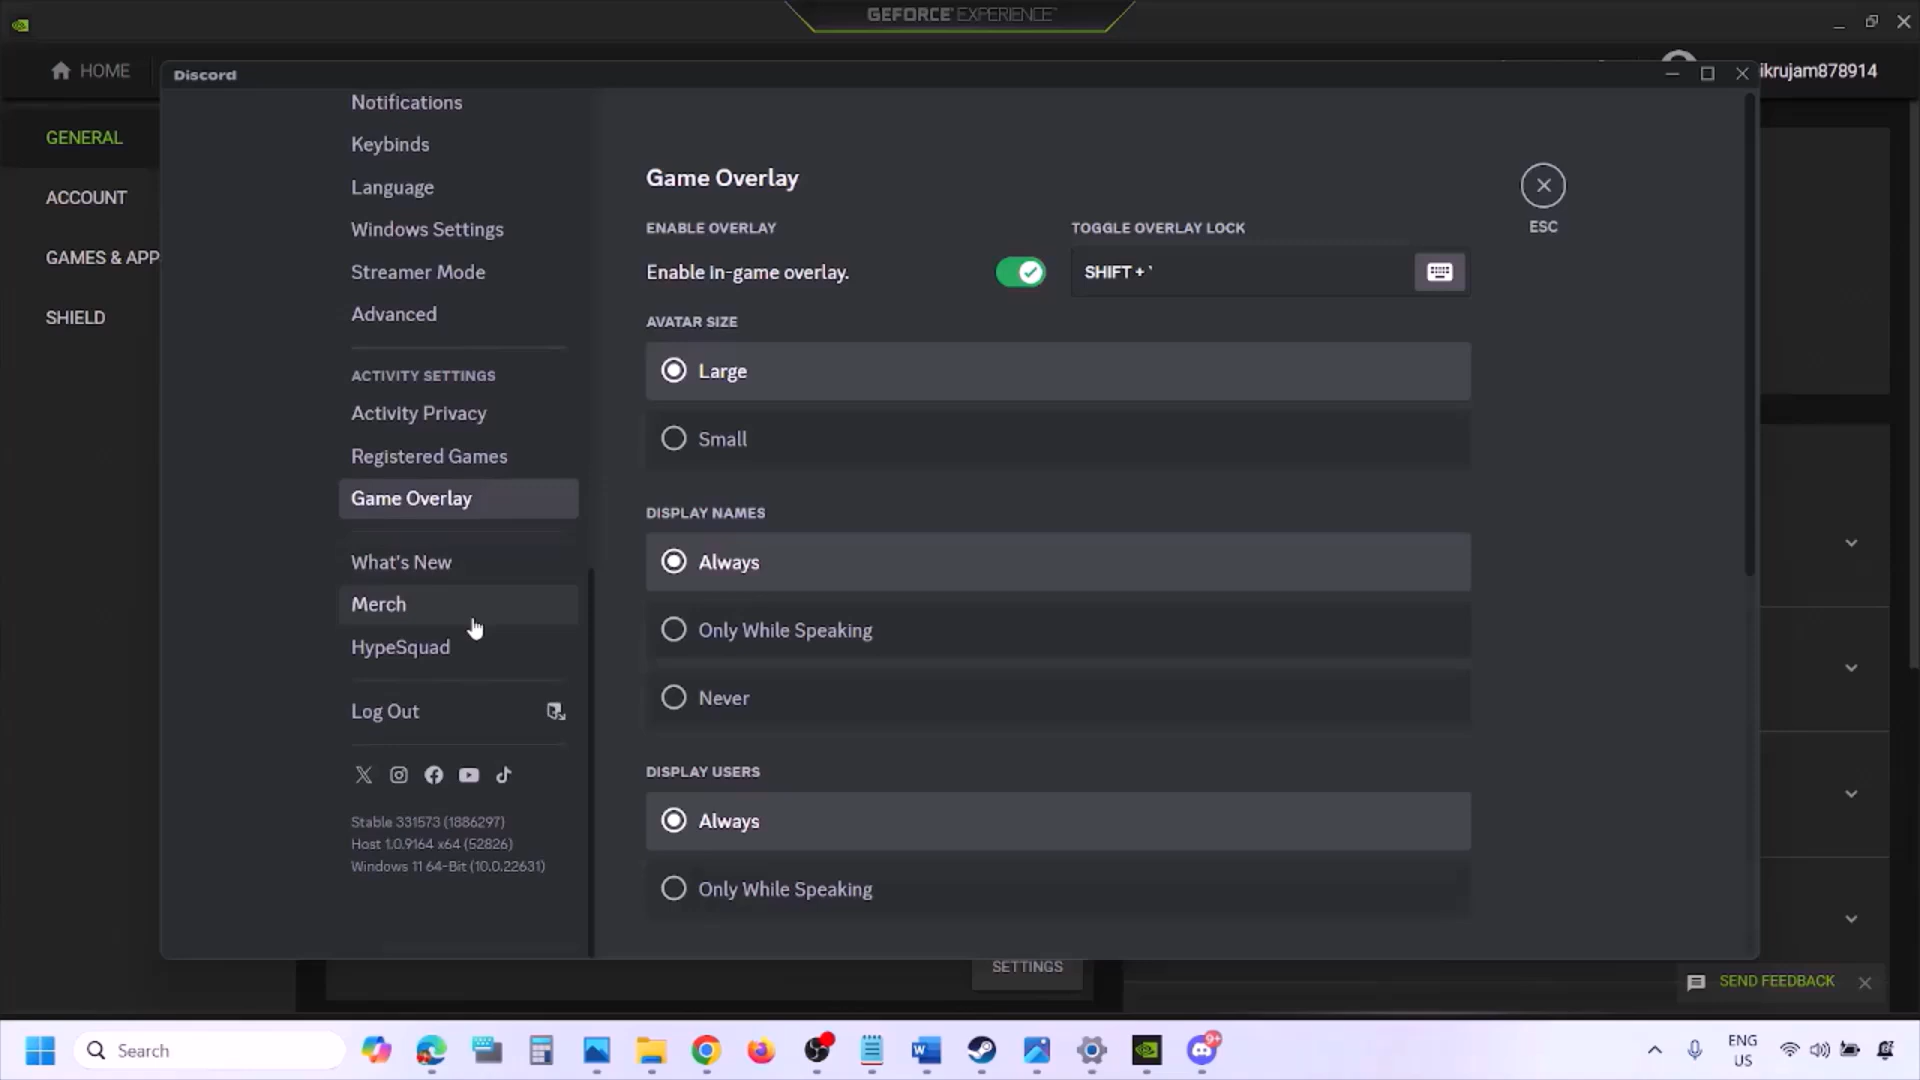 GEFORCE EXPERIENCE
HOME
ikrujam878914
GENERAL
ACCOUNT
GAMES & APP
SHIELD
Discord
Notifications
Keybinds
Language
Windows Settings
Streamer Mode
Advanced
ACTIVITY SETTINGS
Activity Privacy
Registered Games
Game Overlay
What's New
Merch
HypeSquad
Log Out
Stable 331573 (1886297)
Host 1.0.9164 x64 (52826)
Windows 11 64-Bit (10.0.22631)
Game Overlay
ESC
ENABLE OVERLAY
Enable in-game overlay.
TOGGLE OVERLAY LOCK
SHIFT + `
AVATAR SIZE
Large
Small
DISPLAY NAMES
Always
Only While Speaking
Never
DISPLAY USERS
Always
Only While Speaking
SETTINGS
SEND FEEDBACK
Search
9+
ENG
US